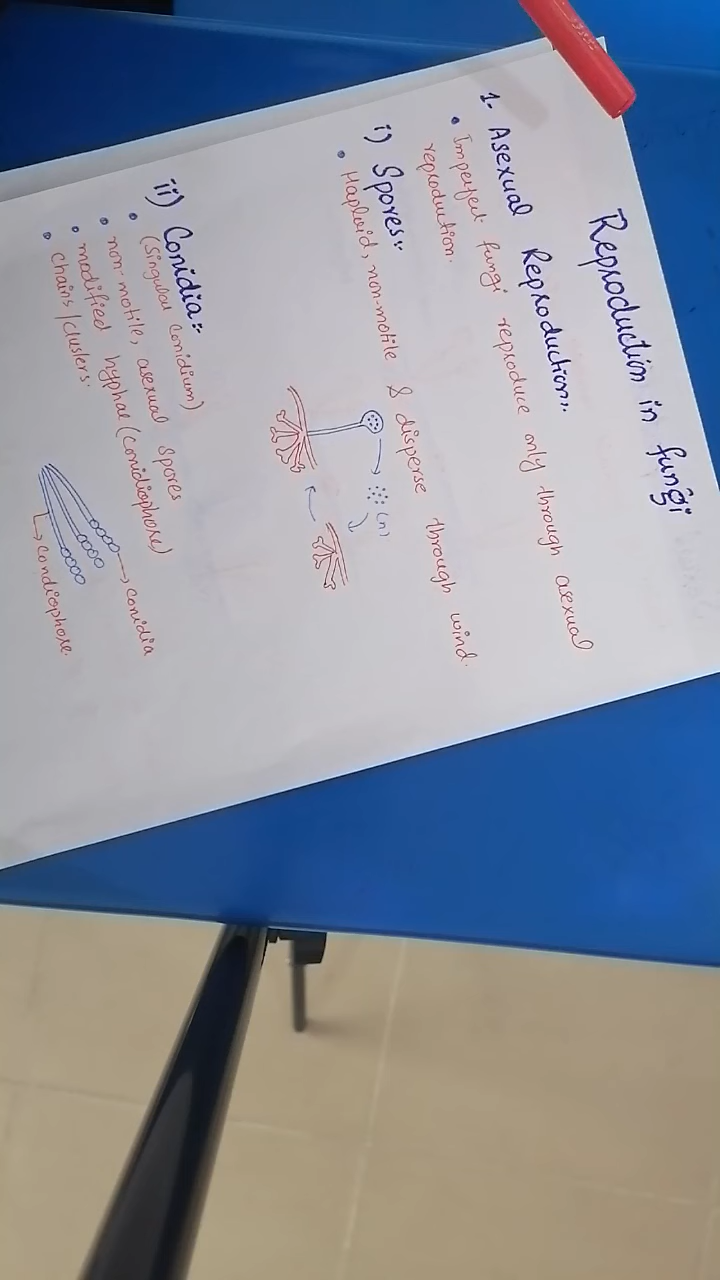 Reproduction in fungi
1- Asexual Reproduction:-
• Imperfect fungi reproduce only through asexual
reproduction.
i) Spores:-
• Haploid, non-motile & disperse through wind.
(n)
ii) Conidia:-
• (Singular Conidium)
• non-motile, asexual spores
• modified hyphae (conidiophore)
• chains/clusters.
conidia
condiophore.